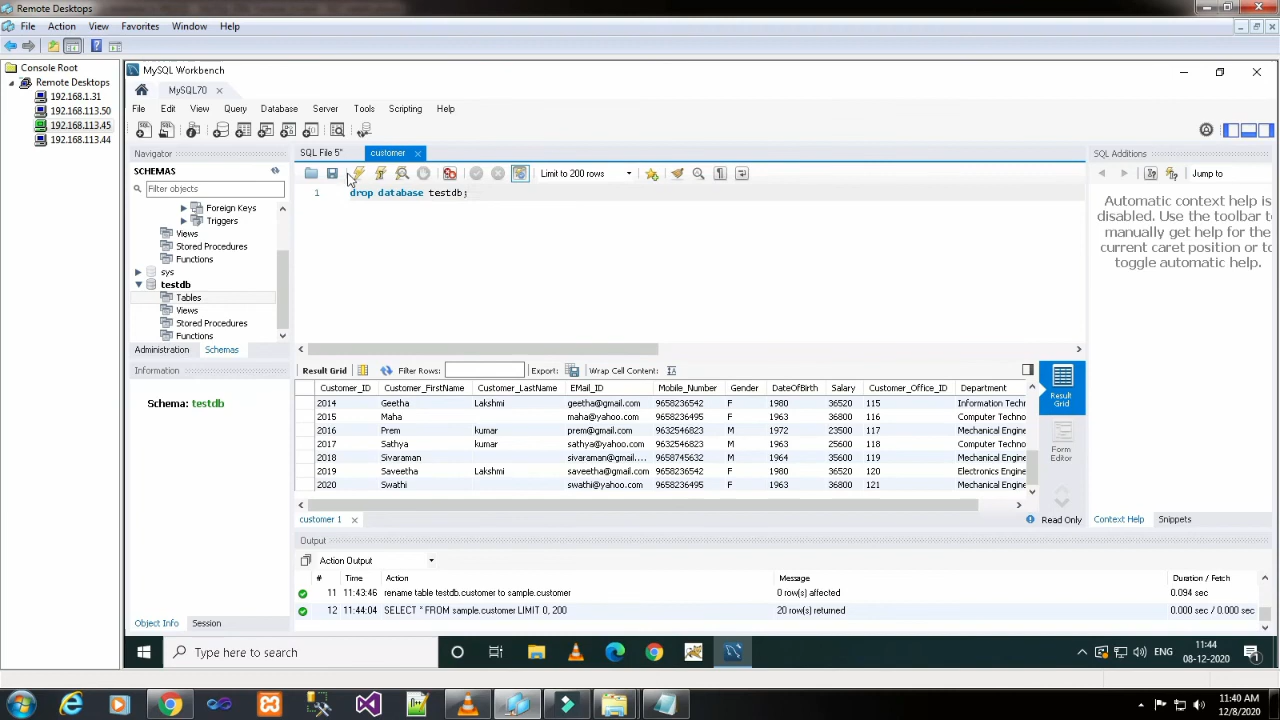 Remote Desktops
File Action View Favorites Window Help
Console Root
Remote Desktops
192.168.1.31
192.168.113.50
192.168.113.45
192.168.113.44
MySQL Workbench
MySQL70
File Edit View Query Database Server Tools Scripting Help
Navigator
SCHEMAS
Filter objects
Foreign Keys
Triggers
Views
Stored Procedures
Functions
sys
testdb
Tables
Views
Stored Procedures
Functions
Administration Schemas
Information
Schema: testdb
Object Info Session
SQL File 5* customer
Limit to 200 rows
1 drop database testdb;
Result Grid Filter Rows: Export: Wrap Cell Content:
Customer_ID Customer_FirstName Customer_LastName EMail_ID Mobile_Number Gender DateOfBirth Salary Customer_Office_ID Department
2014 Geetha Lakshmi geetha@gmail.com 9658236542 F 1980 36520 115 Information Techn
2015 Maha maha@yahoo.com 9658236495 F 1963 36800 116 Computer Techno
2016 Prem kumar prem@gmail.com 9632546823 M 1972 23500 117 Mechanical Engine
2017 Sathya kumar sathya@yahoo.com 9632546823 M 1963 25600 118 Computer Techno
2018 Sivaraman sivaraman@gmail.... 9658745632 M 1964 35600 119 Mechanical Engine
2019 Saveetha Lakshmi saveetha@gmail.com 9658236542 F 1980 36520 120 Electronics Engine
2020 Swathi swathi@yahoo.com 9658236495 F 1963 36800 121 Mechanical Engine
Result
Grid
Form
Editor
customer 1
Read Only
SQL Additions
Jump to
Automatic context help is
disabled. Use the toolbar to
manually get help for the
current caret position or to
toggle automatic help.
Context Help Snippets
Output
Action Output
# Time Action Message Duration / Fetch
11 11:43:46 rename table testdb.customer to sample.customer 0 row(s) affected 0.094 sec
12 11:44:04 SELECT * FROM sample.customer LIMIT 0, 200 20 row(s) returned 0.000 sec / 0.000 sec
Type here to search
ENG
11:44
08-12-2020
11:40 AM
12/8/2020